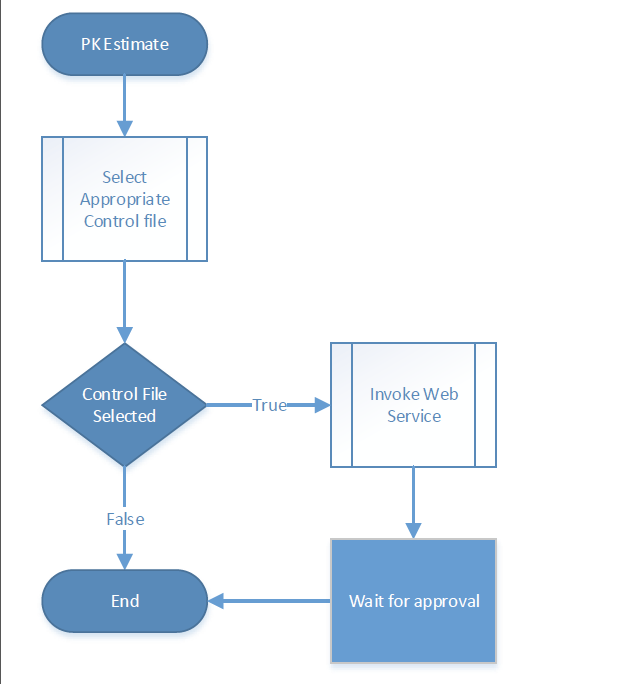 PK Estimate
Select
Appropriate
Control file
Control File
Selected
True
Invoke Web
Service
False
End
Wait for approval